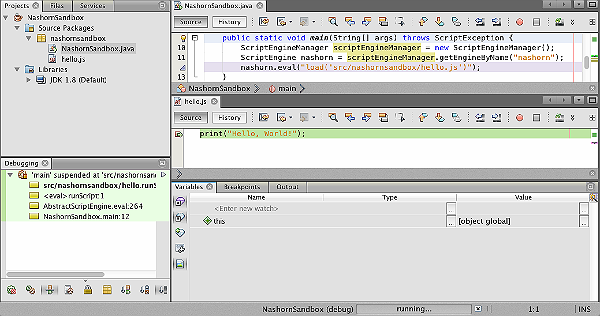 Projects Files Services
NashornSandbox
Source Packages
nashornsandbox
NashornSandbox.java
hello.js
Libraries
JDK 1.8 (Default)
NashornSandbox.java
Source History
public static void main(String[] args) throws ScriptException {
10 ScriptEngineManager scriptEngineManager = new ScriptEngineManager();
11 ScriptEngine nashorn = scriptEngineManager.getEngineByName("nashorn");
nashorn.eval("load('src/nashornsandbox/hello.js')");
13 }
NashornSandbox main
hello.js
Source History
print("Hello, World!");
Debugging
'main' suspended at 'src/nashornsand
src/nashornsandbox/hello.runS
<eval> runScript:1
AbstractScriptEngine.eval:264
NashornSandbox.main:12
Variables Breakpoints Output
Name Type Value
<Enter new watch> ... ...
this ... [object global] ...
NashornSandbox (debug) running... 1:1 INS